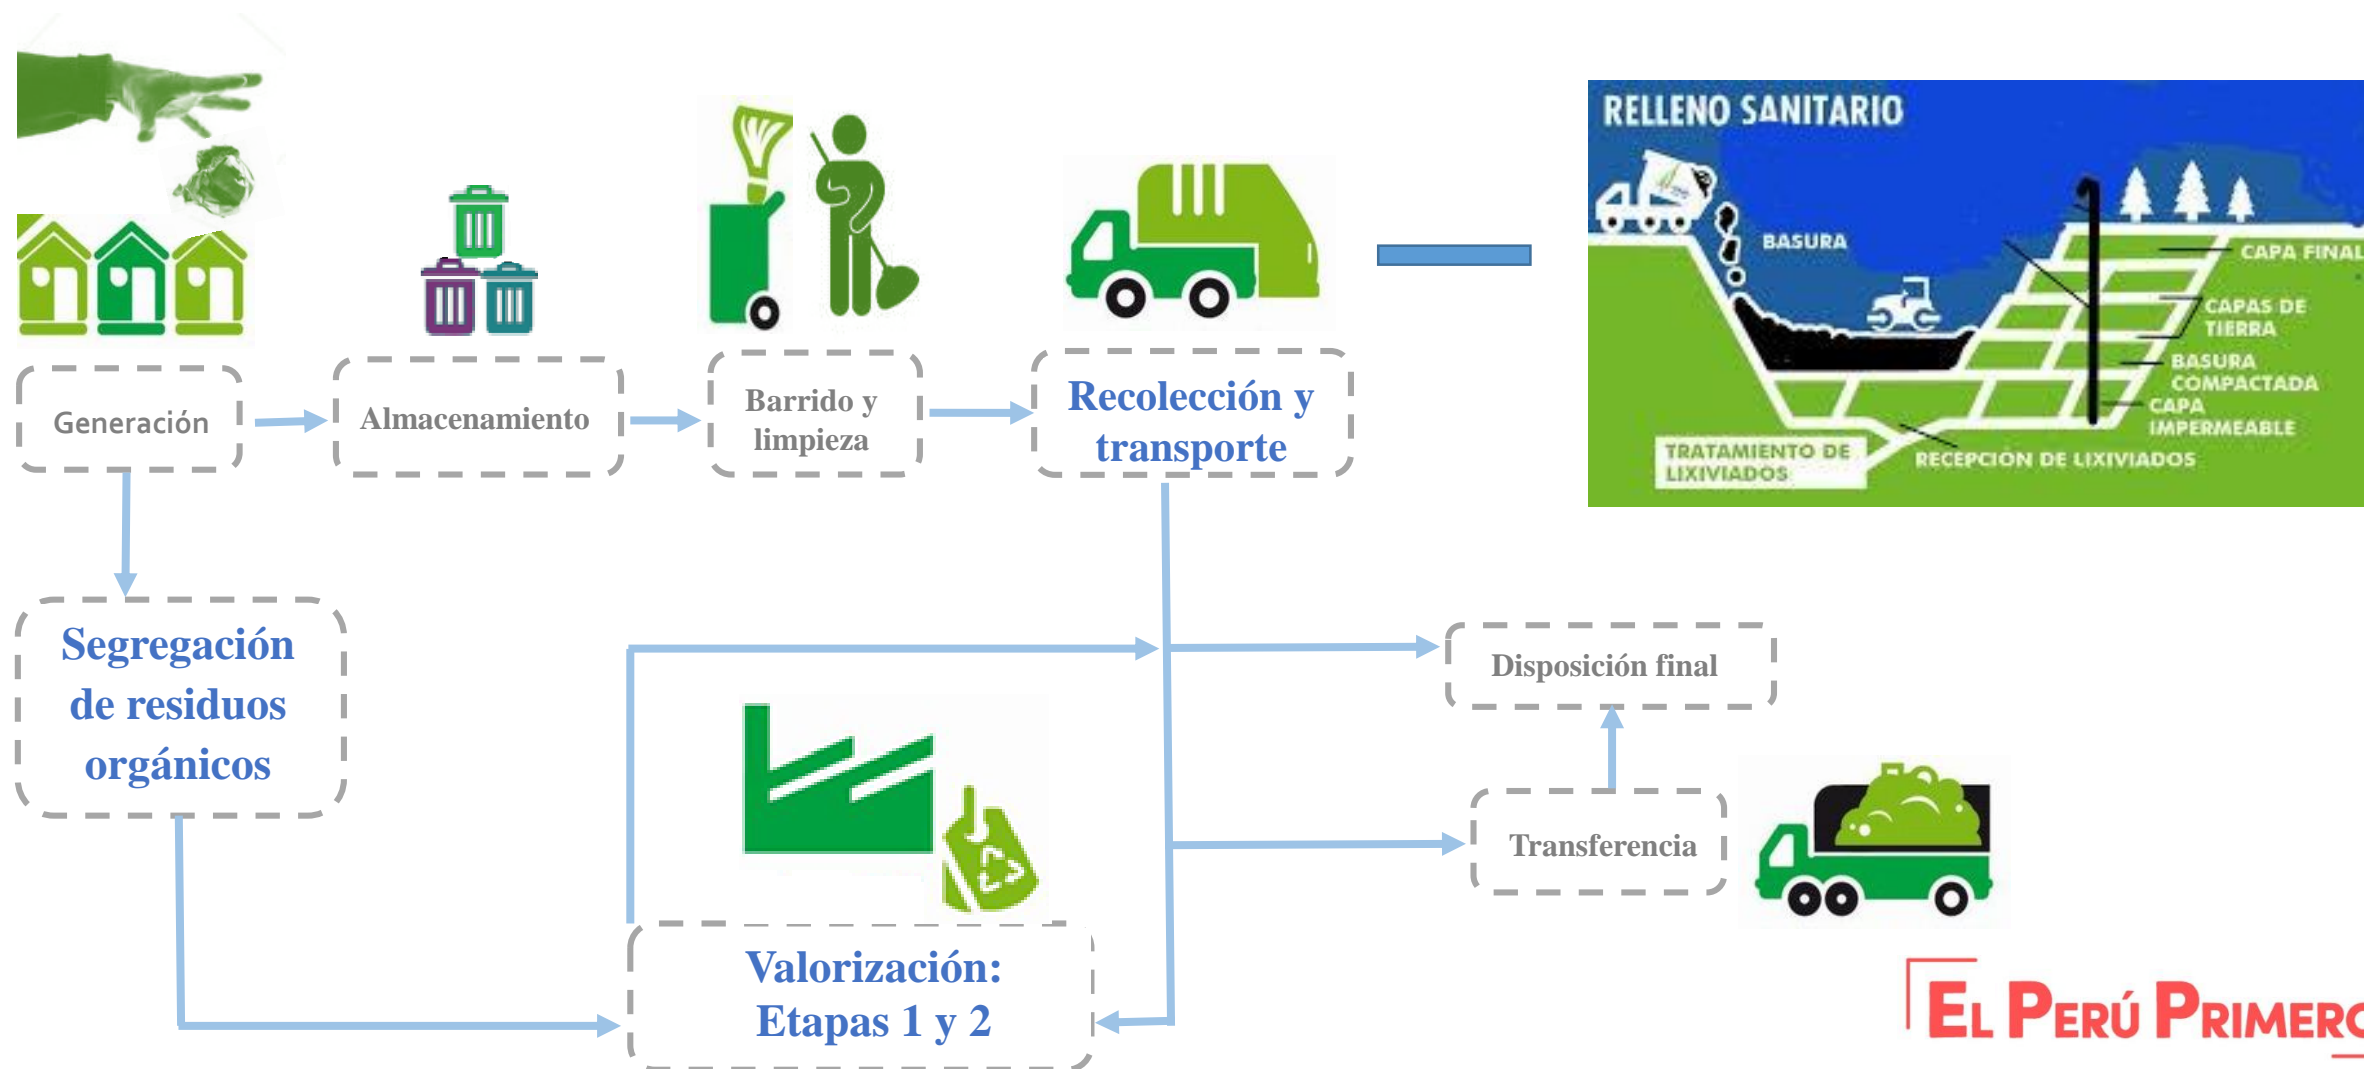 RELLENO SANITARIO
BASURA
CAPA FINAL
CAPAS DE
TIERRA
BASURA
COMPACTADA
CAPA
IMPERMEABLE
TRATAMIENTO DE
LIXIVIADOS
RECEPCIÓN DE LIXIVIADOS
Generación
Almacenamiento
Barrido y
limpieza
Recolección y
transporte
Segregación
de residuos
orgánicos
Disposición final
Transferencia
Valorización:
Etapas 1 y 2
EL PERÚ PRIMERO